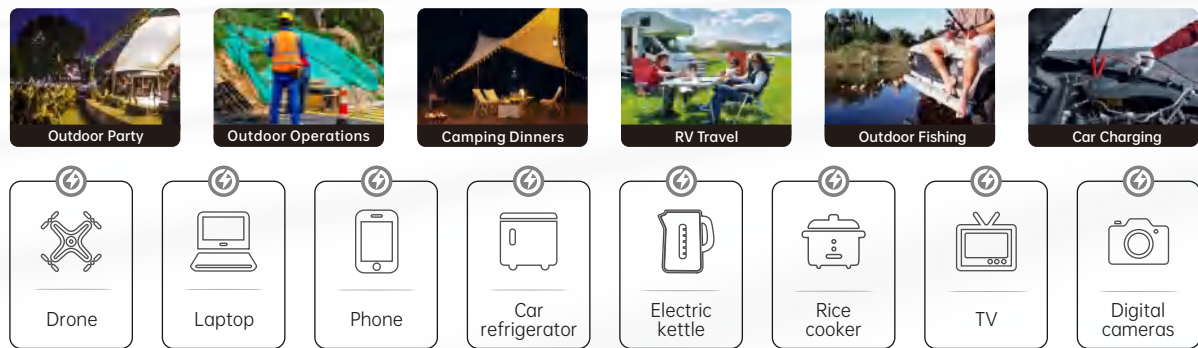 Outdoor Party
Outdoor Operations
Camping Dinners
RV Travel
Outdoor Fishing
Car Charging
Drone
Laptop
Phone
Car
refrigerator
Electric
kettle
Rice
cooker
TV
Digital
cameras